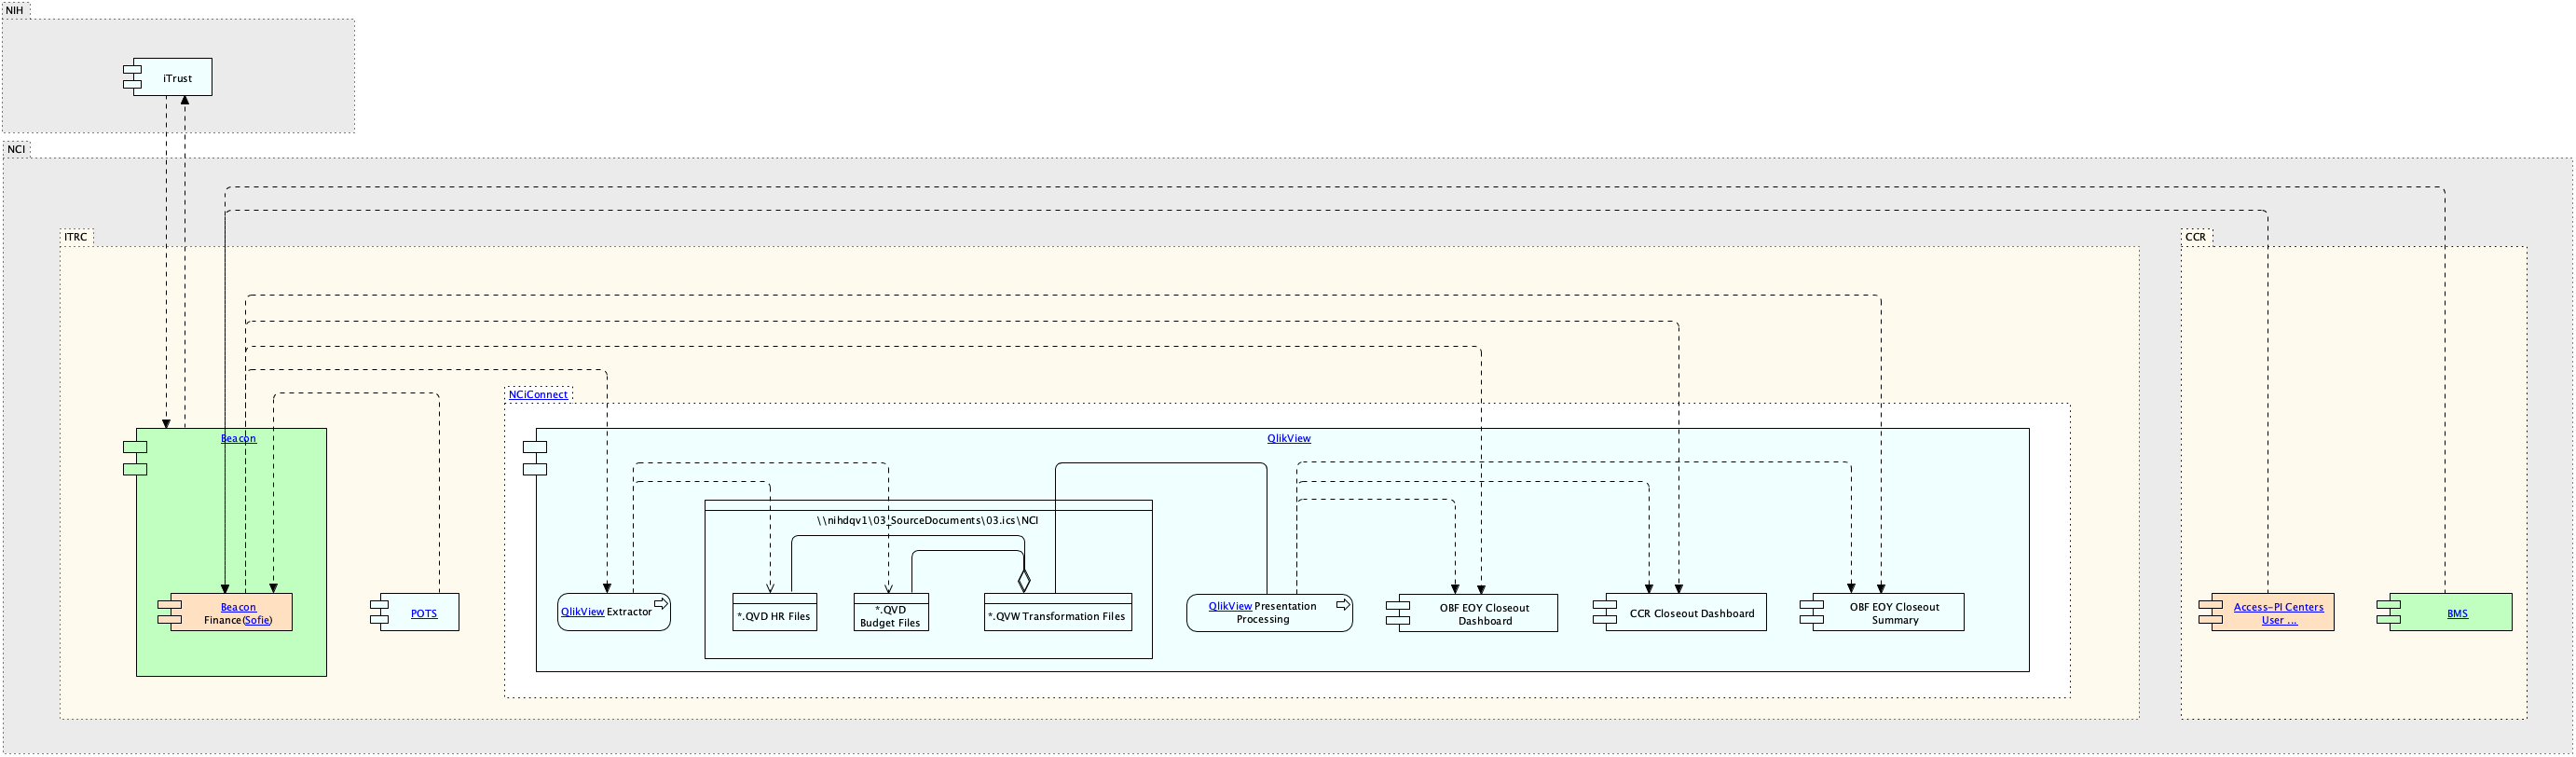 NIH
iTrust
NCI
ITRC
CCR
NCiConnect
Beacon
QlikView
\\nihdqv1\03_SourceDocuments\03.ics\NCI
Beacon
Finance(Sofie)
POTS
QlikView Extractor
*.QVD HR Files
*.QVD
Budget Files
*.QVW Transformation Files
QlikView Presentation
Processing
OBF EOY Closeout
Dashboard
CCR Closeout Dashboard
OBF EOY Closeout
Summary
Access-PI Centers
User ...
BMS